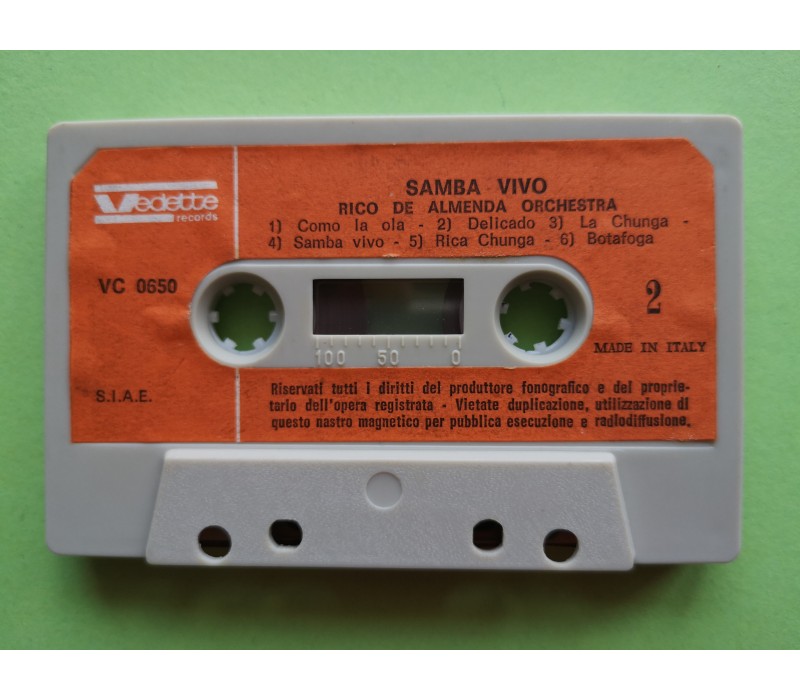 Vedette
records
SAMBA VIVO
RICO DE ALMENDA ORCHESTRA
1) Como la ola - 2) Delicado 3) La Chunga -
4) Samba vivo - 5) Rica Chunga - 6) Botafoga
VC 0650
2
100 50 0
MADE IN ITALY
S.I.A.E.
Riservati tutti i diritti del produttore fonografico e del proprie-
tario dell'opera registrata - Vietate duplicazione, utilizzazione di
questo nastro magnetico per pubblica esecuzione e radiodiffusione.